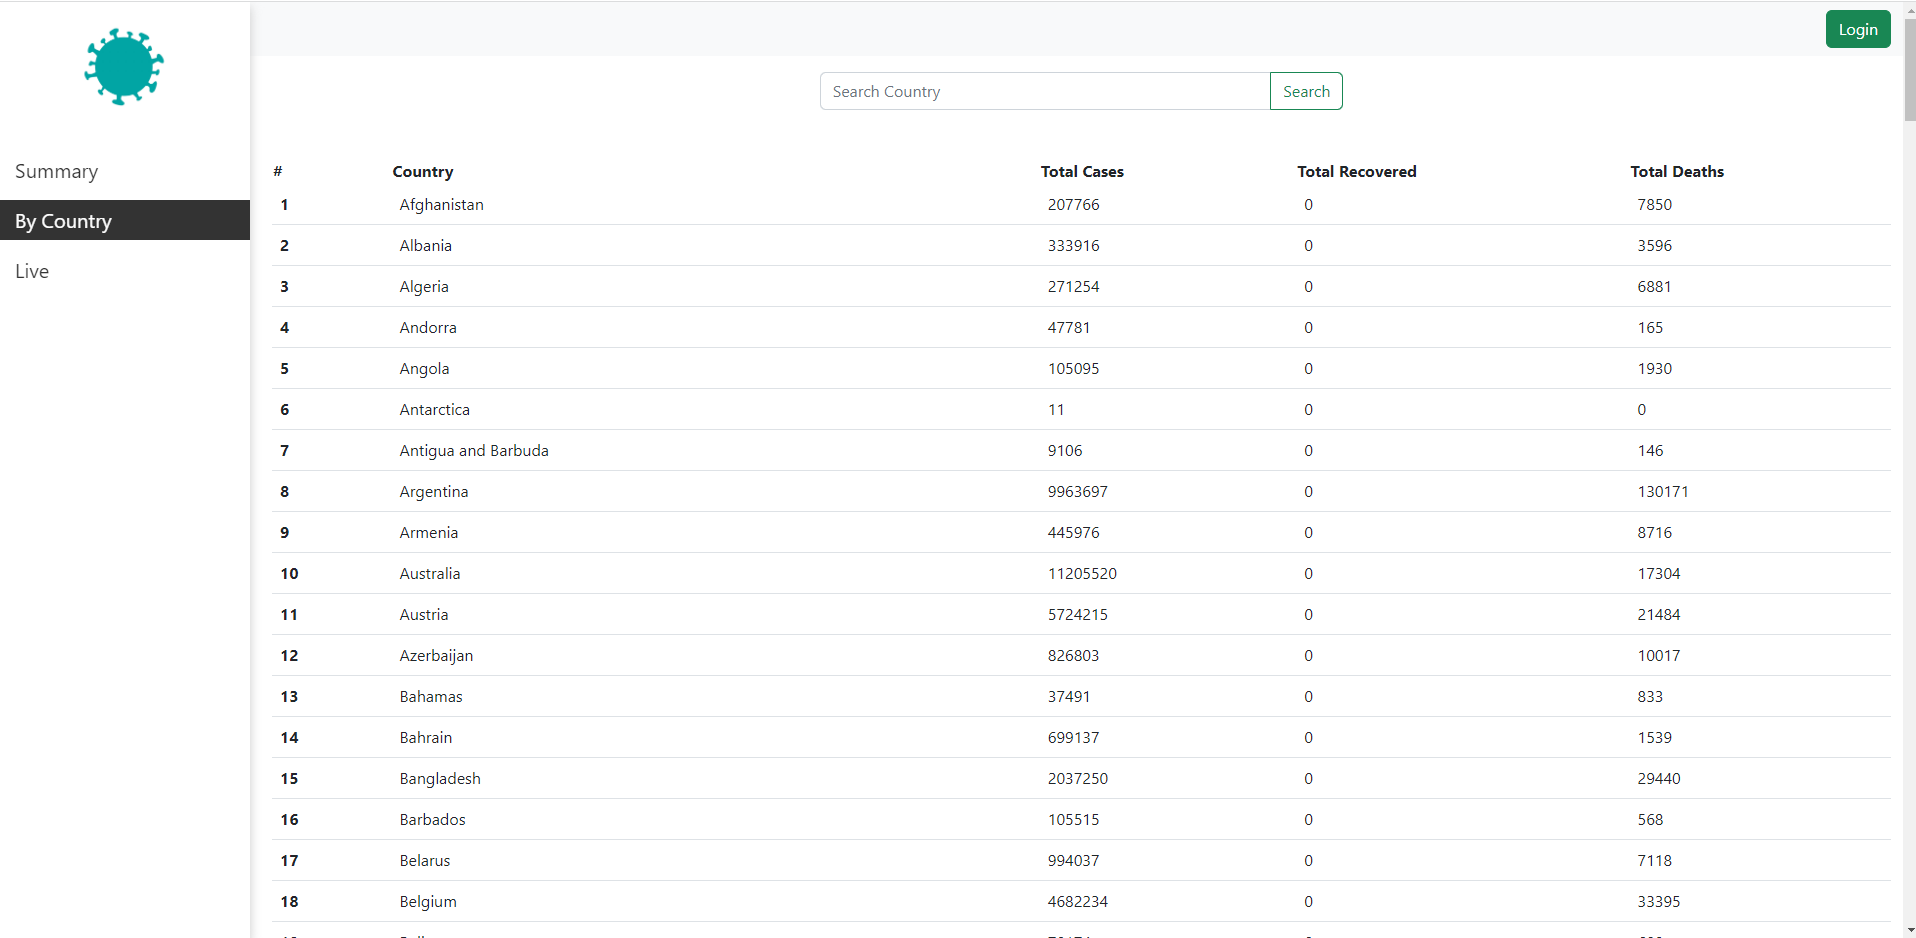 Login
Search Country Search
Summary
By Country
Live
# Country Total Cases Total Recovered Total Deaths
1 Afghanistan 207766 0 7850
2 Albania 333916 0 3596
3 Algeria 271254 0 6881
4 Andorra 47781 0 165
5 Angola 105095 0 1930
6 Antarctica 11 0 0
7 Antigua and Barbuda 9106 0 146
8 Argentina 9963697 0 130171
9 Armenia 445976 0 8716
10 Australia 11205520 0 17304
11 Austria 5724215 0 21484
12 Azerbaijan 826803 0 10017
13 Bahamas 37491 0 833
14 Bahrain 699137 0 1539
15 Bangladesh 2037250 0 29440
16 Barbados 105515 0 568
17 Belarus 994037 0 7118
18 Belgium 4682234 0 33395